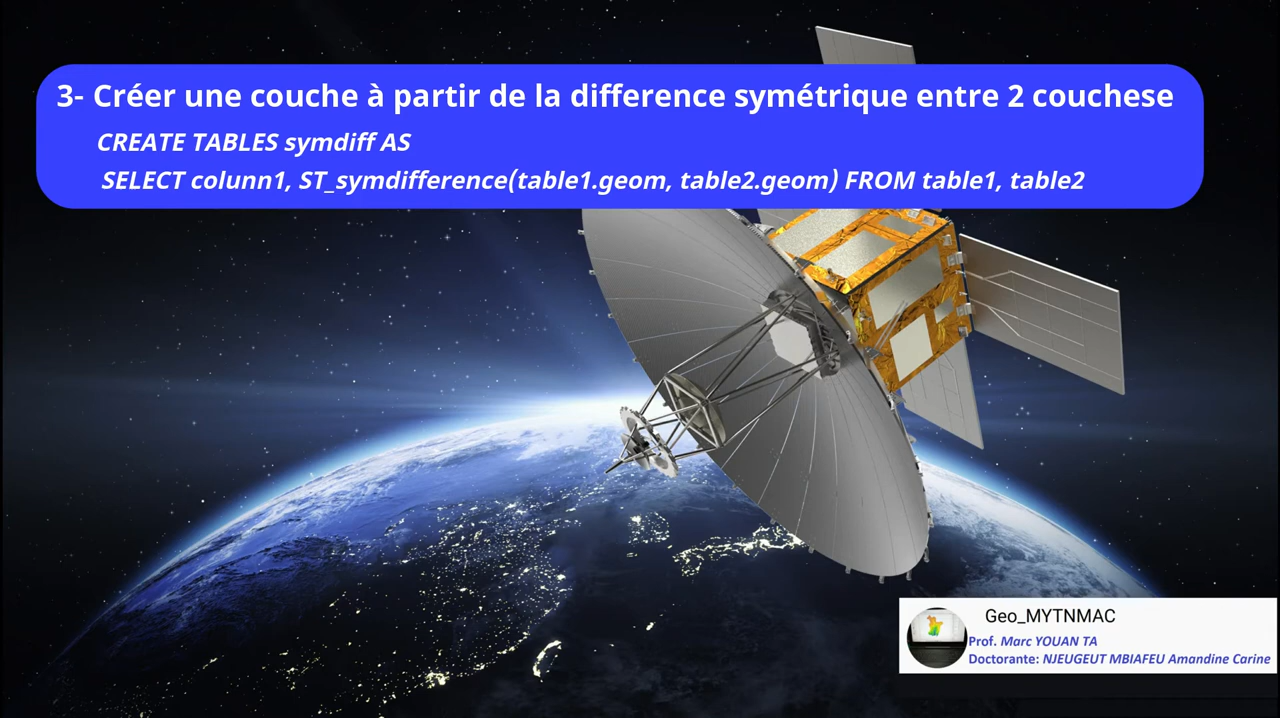 3- Créer une couche à partir de la difference symétrique entre 2 couchese
CREATE TABLES symdiff AS
SELECT colunn1, ST_symdifference(table1.geom, table2.geom) FROM table1, table2
Geo_MYTNMAC
Prof. Marc YOUAN TA
Doctorante: NJEUGEUT MBIAFEU Amandine Carine